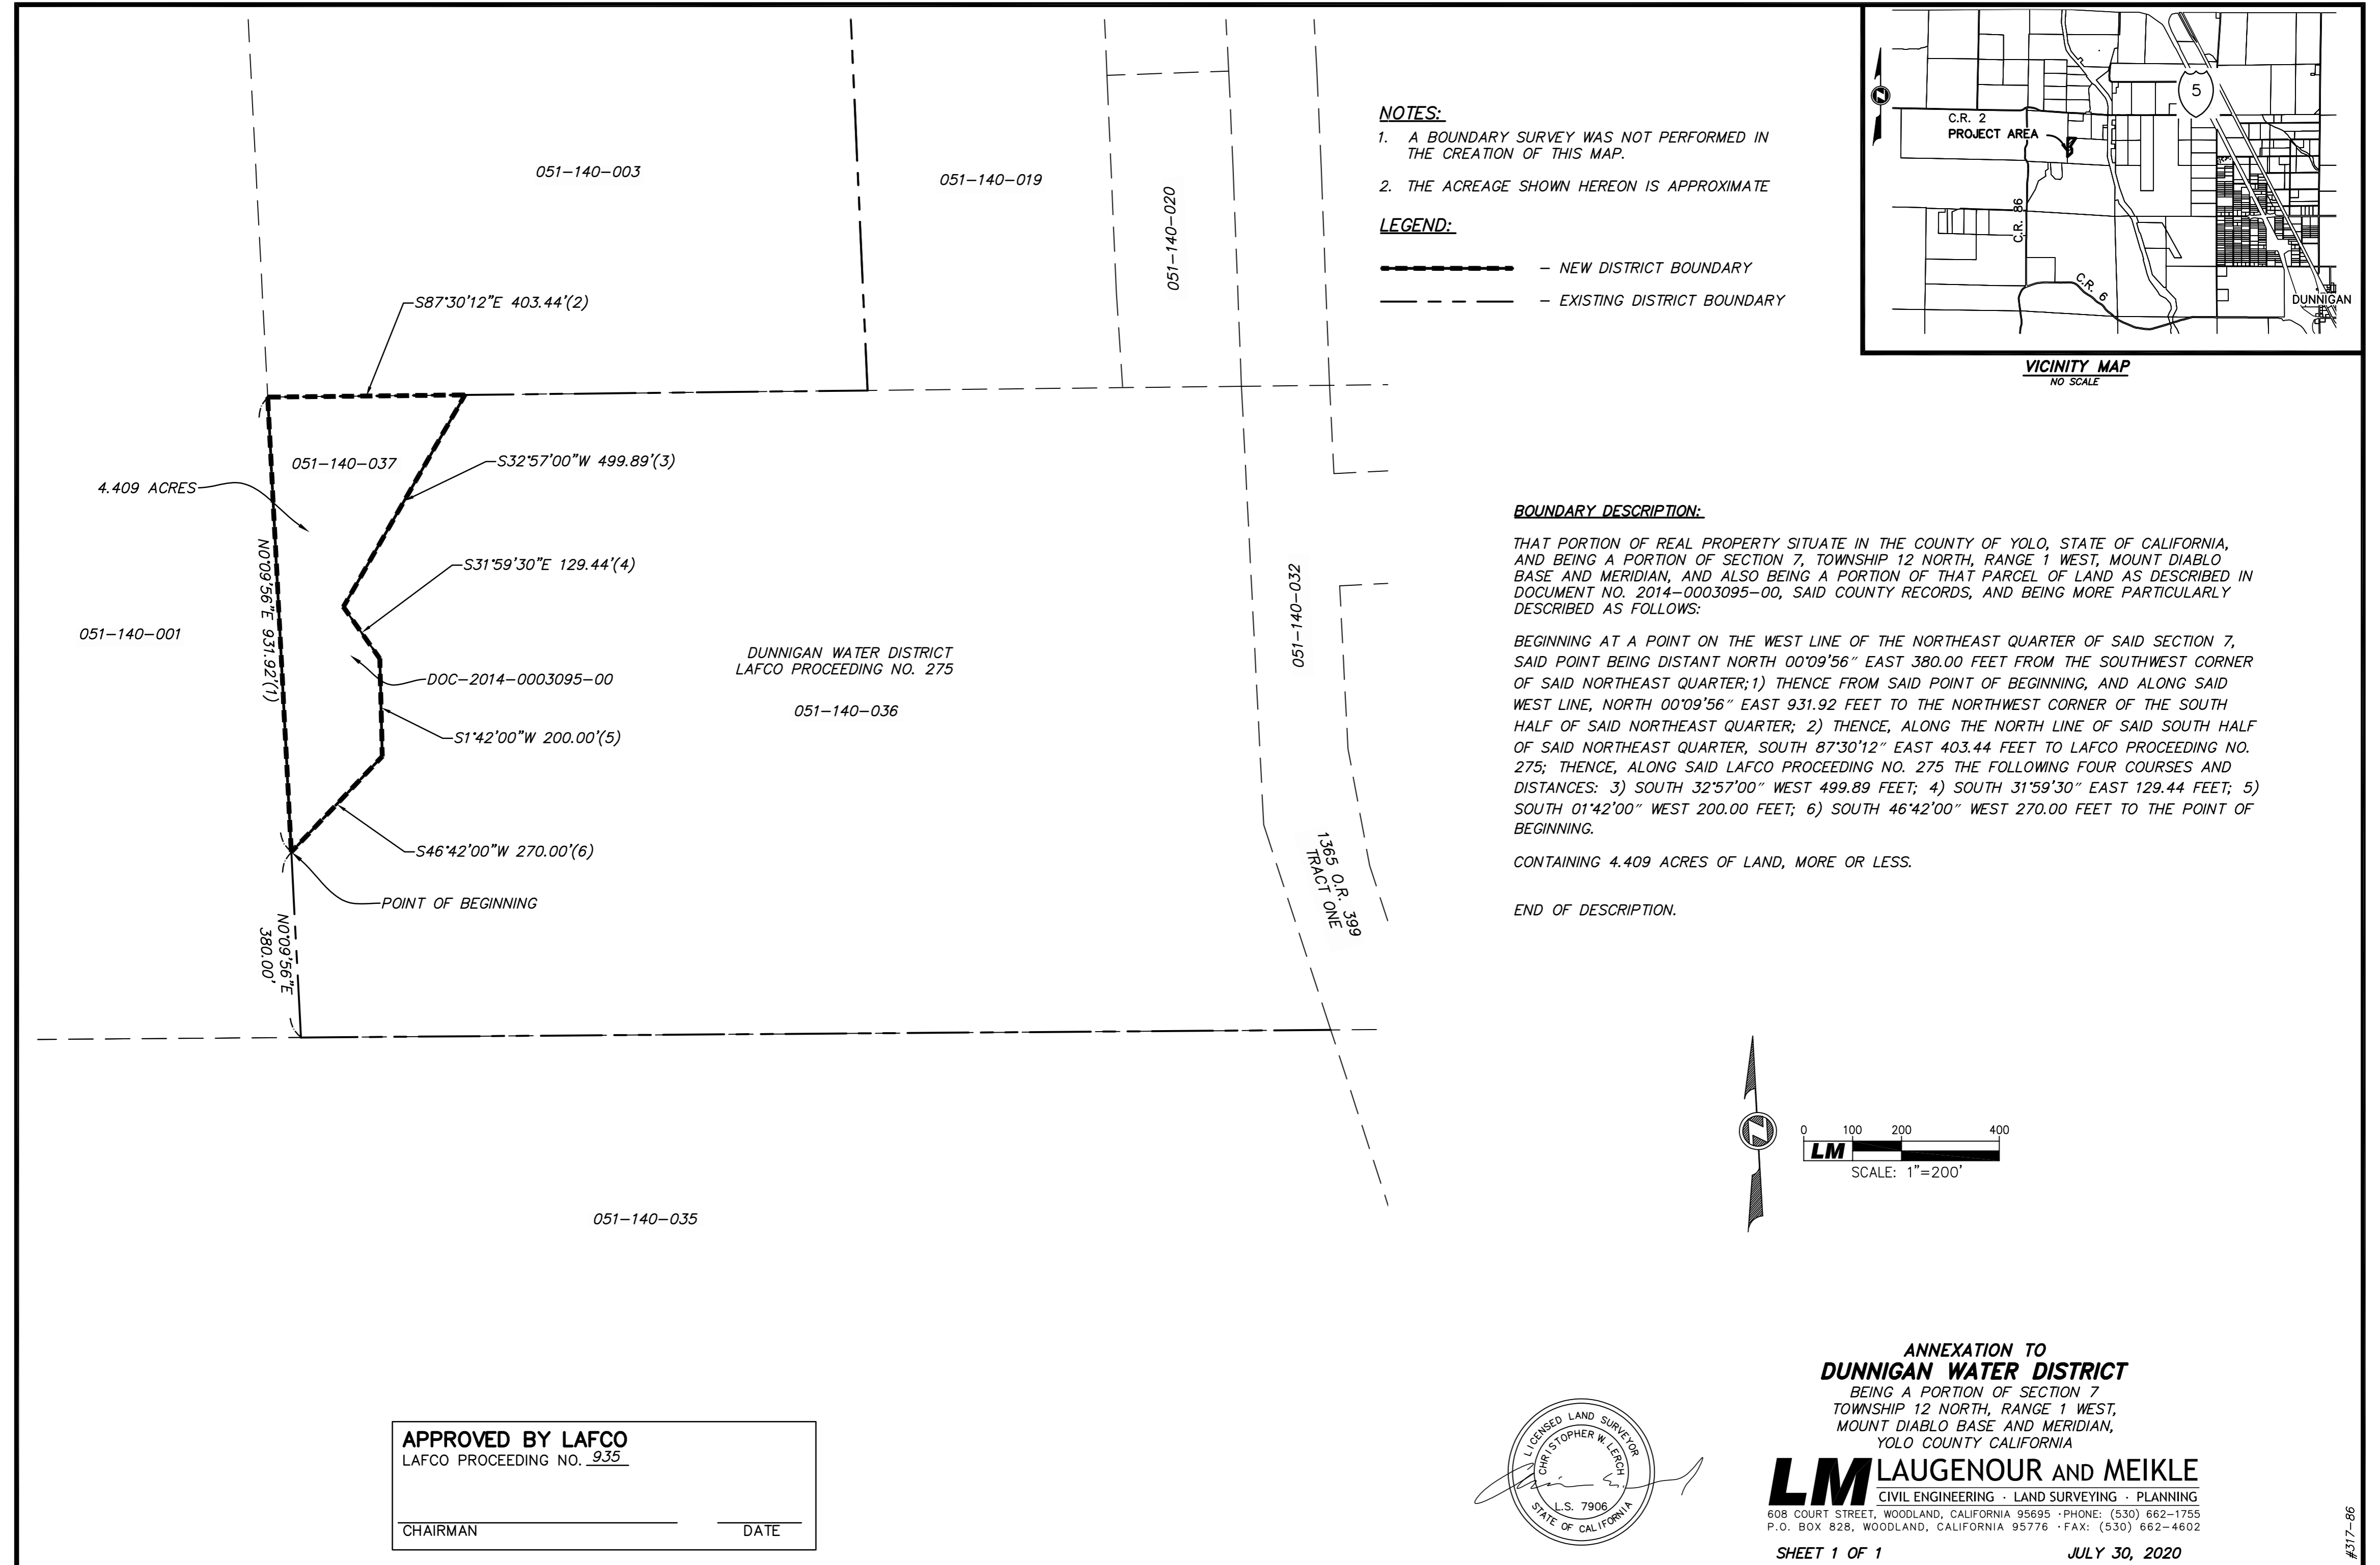 051-140-003
051-140-019
051-140-020
S87°30'12"E 403.44'(2)
051-140-037
S32°57'00"W 499.89'(3)
4.409 ACRES
S31°59'30"E 129.44'(4)
N0°09'56"E 931.92'(1)
051-140-001
DOC-2014-0003095-00
S1°42'00"W 200.00'(5)
S46°42'00"W 270.00'(6)
POINT OF BEGINNING
N0°09'56"E
380.00'
DUNNIGAN WATER DISTRICT
LAFCO PROCEEDING NO. 275
051-140-036
051-140-032
1365 O.R. 399
TRACT ONE
051-140-035
NOTES:
1. A BOUNDARY SURVEY WAS NOT PERFORMED IN
THE CREATION OF THIS MAP.
2. THE ACREAGE SHOWN HEREON IS APPROXIMATE
LEGEND:
- NEW DISTRICT BOUNDARY
- EXISTING DISTRICT BOUNDARY
5
C.R. 2
PROJECT AREA
C.R. 86
C.R. 6
DUNNIGAN
VICINITY MAP
NO SCALE
BOUNDARY DESCRIPTION:
THAT PORTION OF REAL PROPERTY SITUATE IN THE COUNTY OF YOLO, STATE OF CALIFORNIA,
AND BEING A PORTION OF SECTION 7, TOWNSHIP 12 NORTH, RANGE 1 WEST, MOUNT DIABLO
BASE AND MERIDIAN, AND ALSO BEING A PORTION OF THAT PARCEL OF LAND AS DESCRIBED IN
DOCUMENT NO. 2014-0003095-00, SAID COUNTY RECORDS, AND BEING MORE PARTICULARLY
DESCRIBED AS FOLLOWS:
BEGINNING AT A POINT ON THE WEST LINE OF THE NORTHEAST QUARTER OF SAID SECTION 7,
SAID POINT BEING DISTANT NORTH 00°09'56" EAST 380.00 FEET FROM THE SOUTHWEST CORNER
OF SAID NORTHEAST QUARTER; 1) THENCE FROM SAID POINT OF BEGINNING, AND ALONG SAID
WEST LINE, NORTH 00°09'56" EAST 931.92 FEET TO THE NORTHWEST CORNER OF THE SOUTH
HALF OF SAID NORTHEAST QUARTER; 2) THENCE, ALONG THE NORTH LINE OF SAID SOUTH HALF
OF SAID NORTHEAST QUARTER, SOUTH 87°30'12" EAST 403.44 FEET TO LAFCO PROCEEDING NO.
275; THENCE, ALONG SAID LAFCO PROCEEDING NO. 275 THE FOLLOWING FOUR COURSES AND
DISTANCES: 3) SOUTH 32°57'00" WEST 499.89 FEET; 4) SOUTH 31°59'30" EAST 129.44 FEET; 5)
SOUTH 01°42'00" WEST 200.00 FEET; 6) SOUTH 46°42'00" WEST 270.00 FEET TO THE POINT OF
BEGINNING.
CONTAINING 4.409 ACRES OF LAND, MORE OR LESS.
END OF DESCRIPTION.
0 100 200 400
LM
SCALE: 1"=200'
APPROVED BY LAFCO
LAFCO PROCEEDING NO. 935
CHAIRMAN DATE
LICENSED LAND SURVEYOR
CHRISTOPHER W. LERCH
L.S. 7906
STATE OF CALIFORNIA
ANNEXATION TO
DUNNIGAN WATER DISTRICT
BEING A PORTION OF SECTION 7
TOWNSHIP 12 NORTH, RANGE 1 WEST,
MOUNT DIABLO BASE AND MERIDIAN,
YOLO COUNTY CALIFORNIA
LM LAUGENOUR AND MEIKLE
CIVIL ENGINEERING · LAND SURVEYING · PLANNING
608 COURT STREET, WOODLAND, CALIFORNIA 95695 · PHONE: (530) 662-1755
P.O. BOX 828, WOODLAND, CALIFORNIA 95776 · FAX: (530) 662-4602
SHEET 1 OF 1 JULY 30, 2020
#317-86